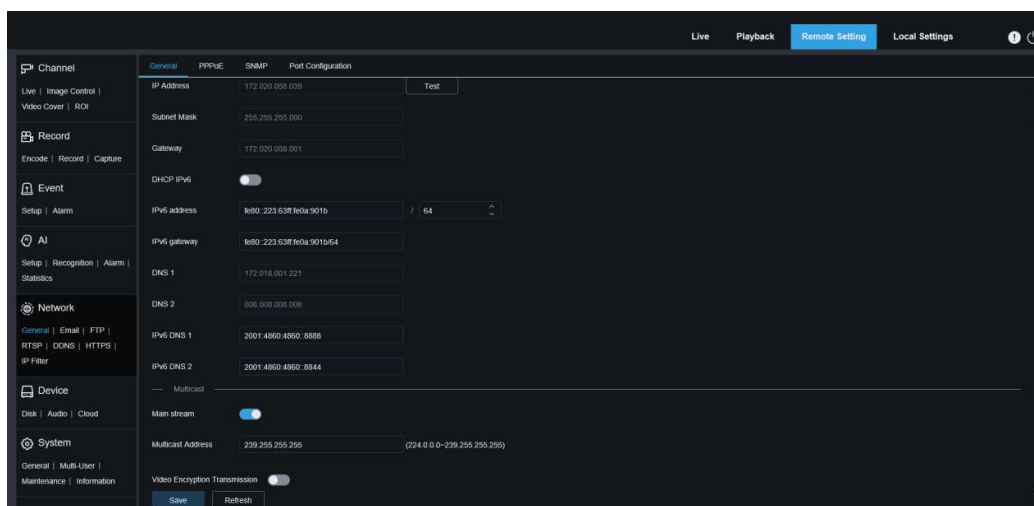 Live Playback Remote Setting Local Settings
Channel
Live | Image Control |
Video Cover | ROI
Record
Encode | Record | Capture
Event
Setup | Alarm
AI
Setup | Recognition | Alarm |
Statistics
Network
General | Email | FTP |
RTSP | DDNS | HTTPS |
IP Filter
Device
Disk | Audio | Cloud
System
General | Multi-User |
Maintenance | Information
General PPPoE SNMP Port Configuration
IP Address 172.020.058.039 Test
Subnet Mask 255.255.255.000
Gateway 172.020.058.001
DHCP IPv6
IPv6 address fe80::223:63ff:fe0a:901b / 64
IPv6 gateway fe80::223:63ff:fe0a:901b/64
DNS 1 172.018.001.221
DNS 2 008.008.008.008
IPv6 DNS 1 2001:4860:4860::8888
IPv6 DNS 2 2001:4860:4860::8844
Multicast
Main stream
Multicast Address 239.255.255.255 (224.0.0.0~239.255.255.255)
Video Encryption Transmission
Save Refresh